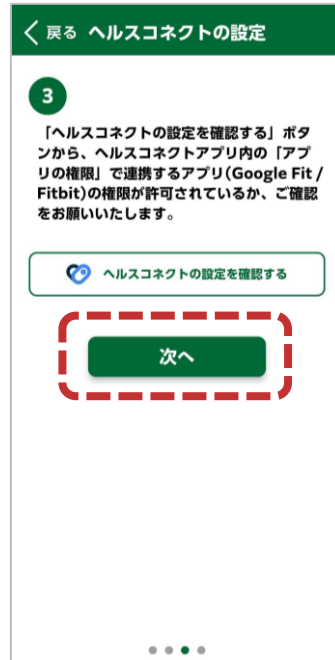 戻る ヘルスコネクトの設定
3
「ヘルスコネクトの設定を確認する」ボタ
ンから、ヘルスコネクトアプリ内の「アプ
リの権限」で連携するアプリ(Google Fit /
Fitbit)の権限が許可されているか、ご確認
をお願いいたします。
ヘルスコネクトの設定を確認する
次へ